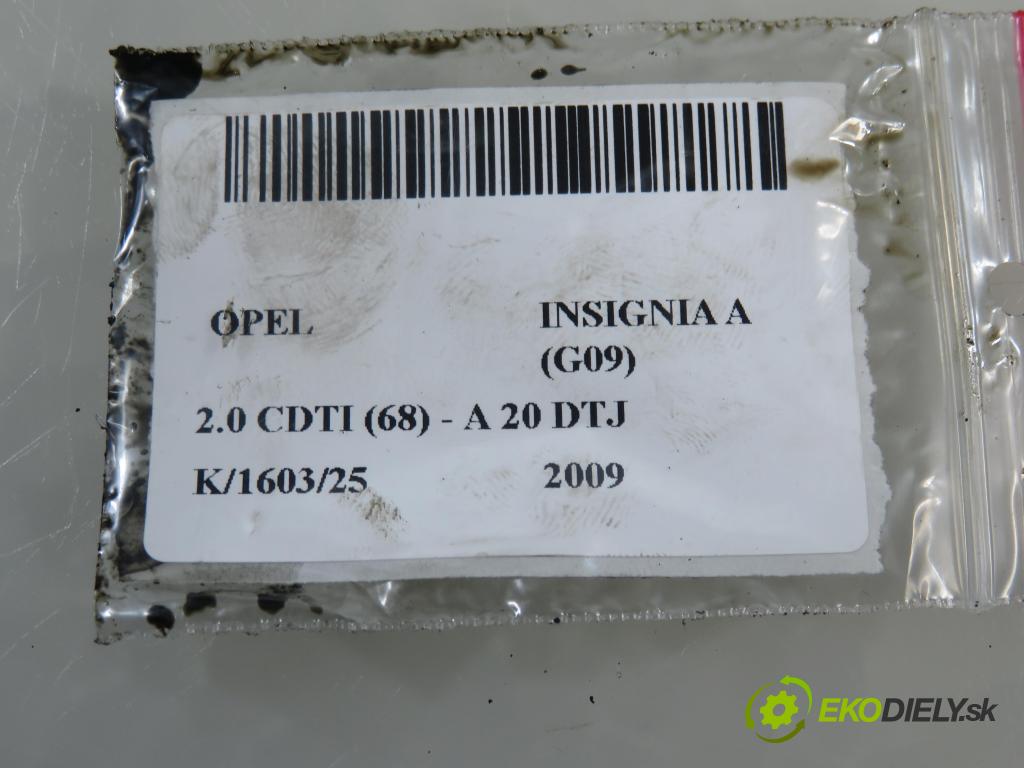 OPEL INSIGNIA A
(G09)
2.0 CDTI (68) - A 20 DTJ
K/1603/25 2009
EKODIELY.sk